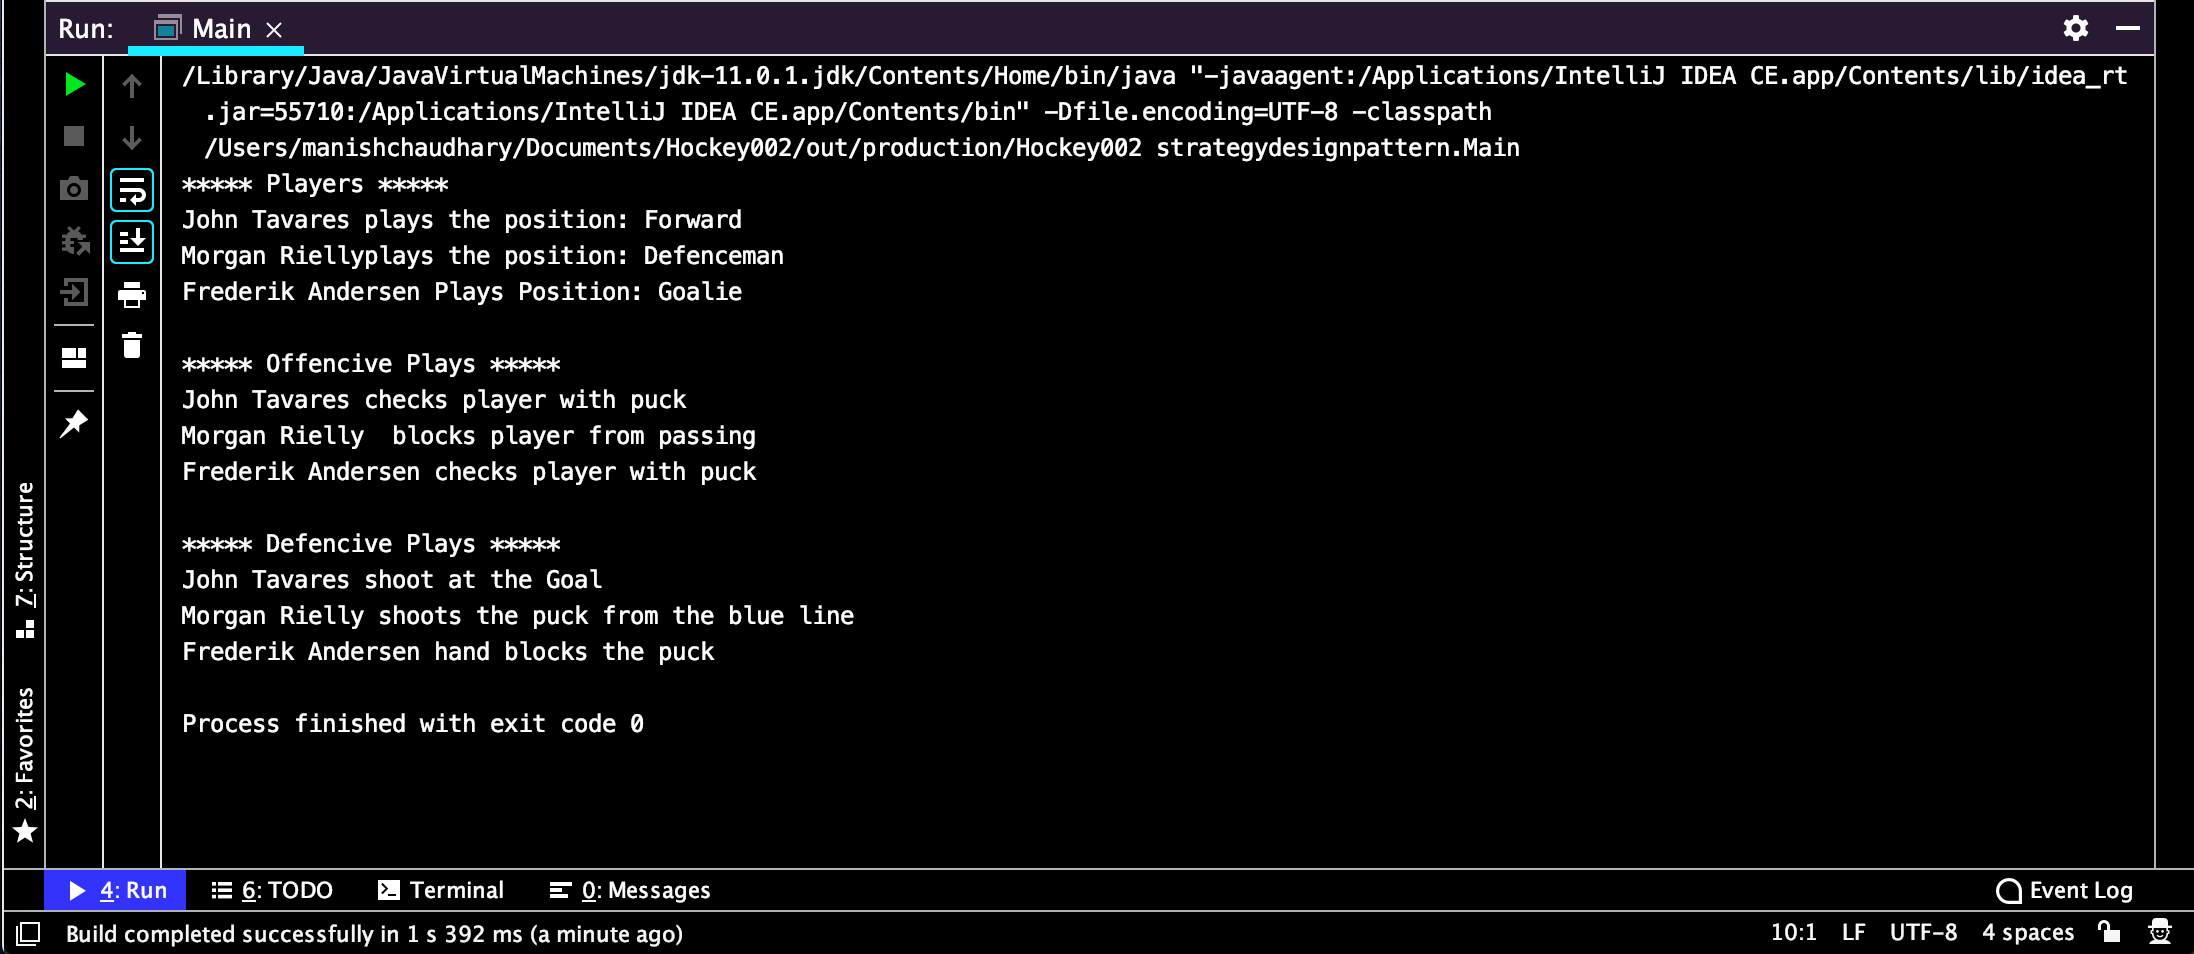 Run: Main ×
/Library/Java/JavaVirtualMachines/jdk-11.0.1.jdk/Contents/Home/bin/java "-javaagent:/Applications/IntelliJ IDEA CE.app/Contents/lib/idea_rt
.jar=55710:/Applications/IntelliJ IDEA CE.app/Contents/bin" -Dfile.encoding=UTF-8 -classpath
/Users/manishchaudhary/Documents/Hockey002/out/production/Hockey002 strategydesignpattern.Main
***** Players *****
John Tavares plays the position: Forward
Morgan Riellyplays the position: Defenceman
Frederik Andersen Plays Position: Goalie
***** Offencive Plays *****
John Tavares checks player with puck
Morgan Rielly  blocks player from passing
Frederik Andersen checks player with puck
***** Defencive Plays *****
John Tavares shoot at the Goal
Morgan Rielly shoots the puck from the blue line
Frederik Andersen hand blocks the puck
Process finished with exit code 0
7: Structure
2: Favorites
4: Run 6: TODO Terminal 0: Messages Event Log
Build completed successfully in 1 s 392 ms (a minute ago) 10:1 LF UTF-8 4 spaces